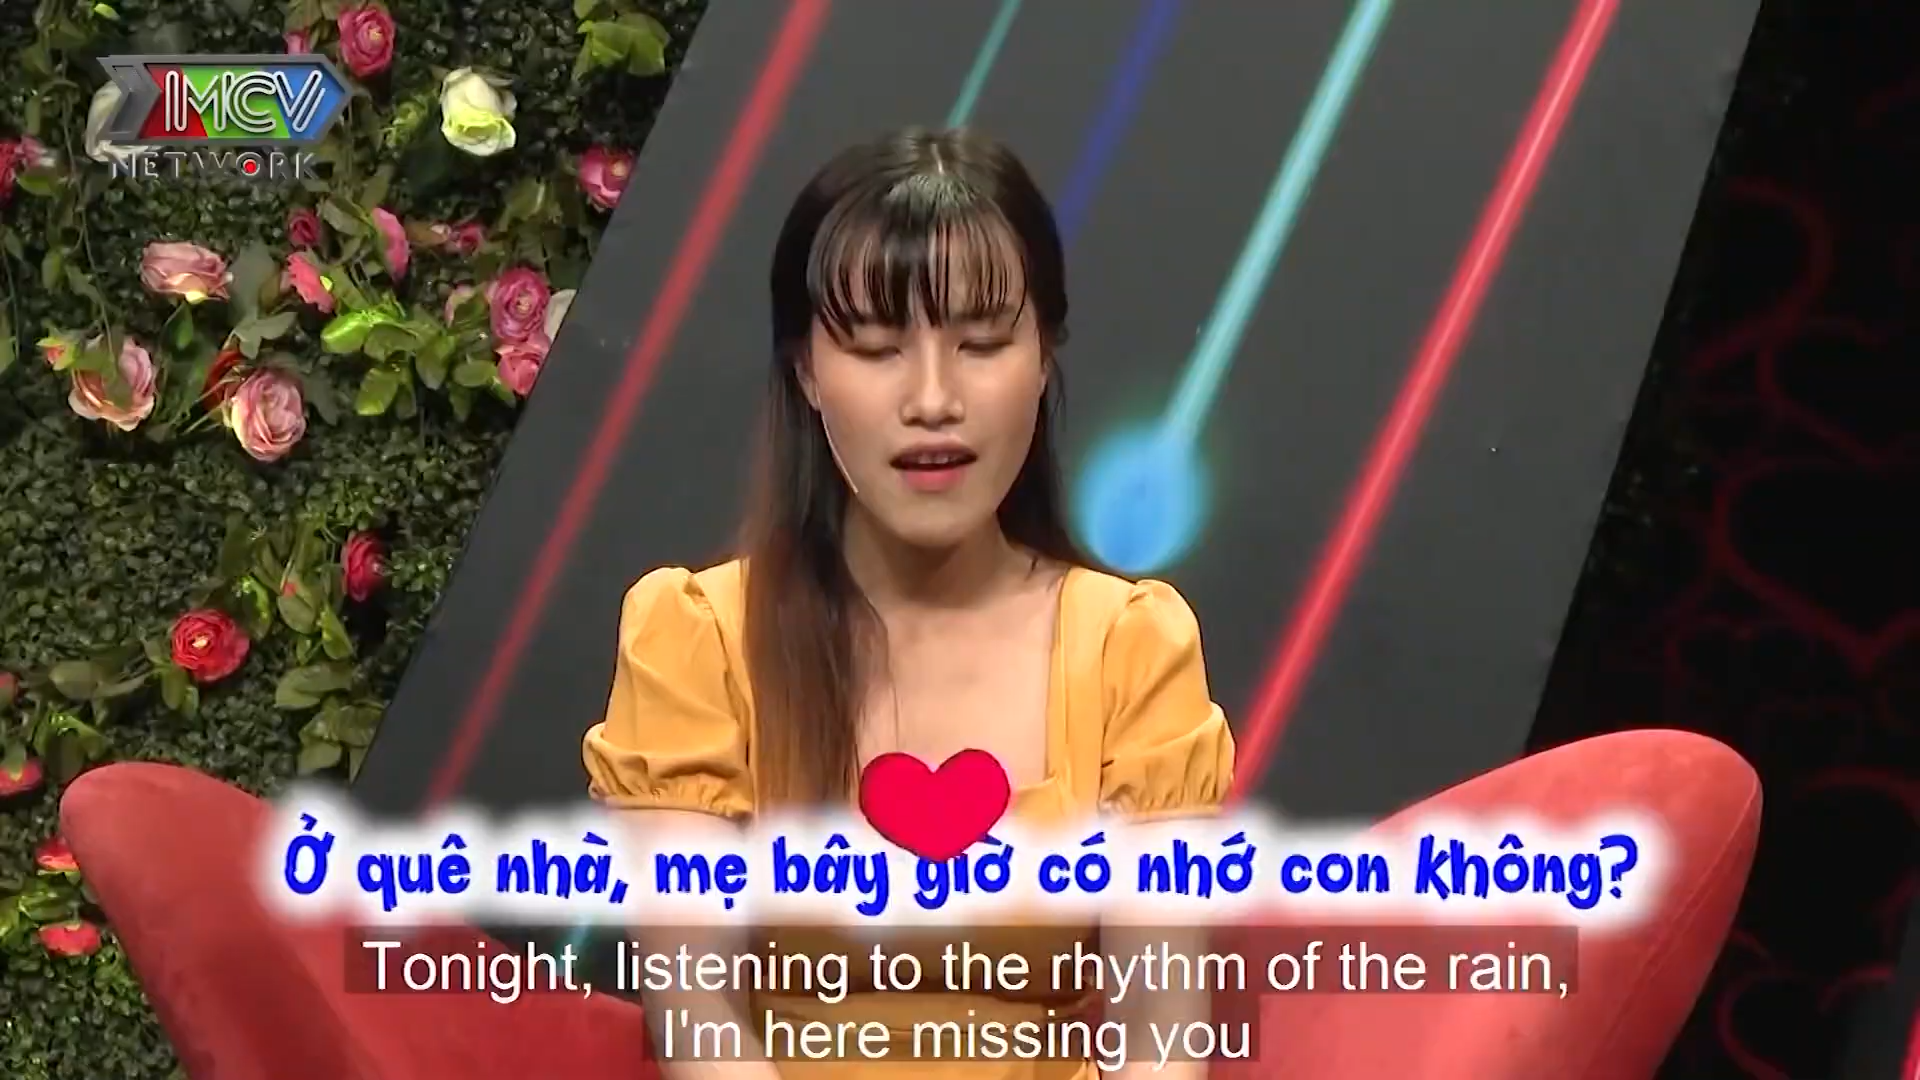 MCV
NETWORK
Ở quê nhà, mẹ bây giờ có nhớ con không?
Tonight, listening to the rhythm of the rain,
I'm here missing you